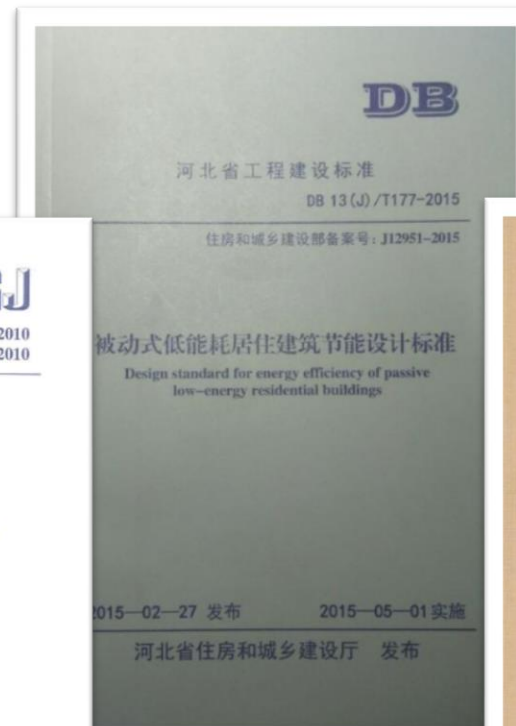 DB
河北省工程建设标准
DB 13(J)/T177-2015
住房和城乡建设部备案号：J12951-2015
被动式低能耗居住建筑节能设计标准
Design standard for energy efficiency of passive
low-energy residential buildings
2015—02—27 发布 2015—05—01 实施
河北省住房和城乡建设厅 发布
J
2010
2010